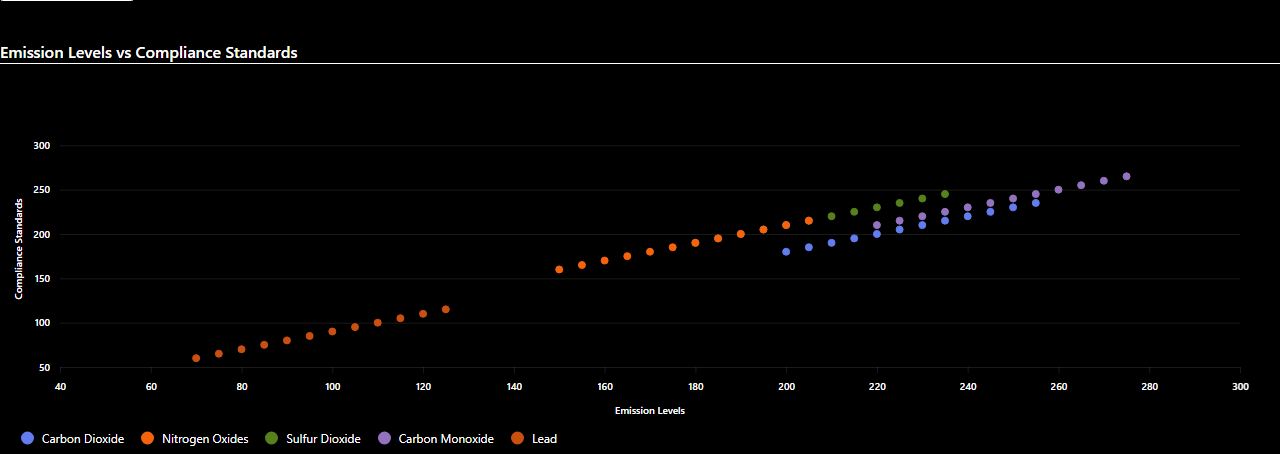 Emission Levels vs Compliance Standards
300
250
200
150
100
50
Compliance Standards
40 60 80 100 120 140 160 180 200 220 240 260 280 300
Emission Levels
Carbon Dioxide Nitrogen Oxides Sulfur Dioxide Carbon Monoxide Lead